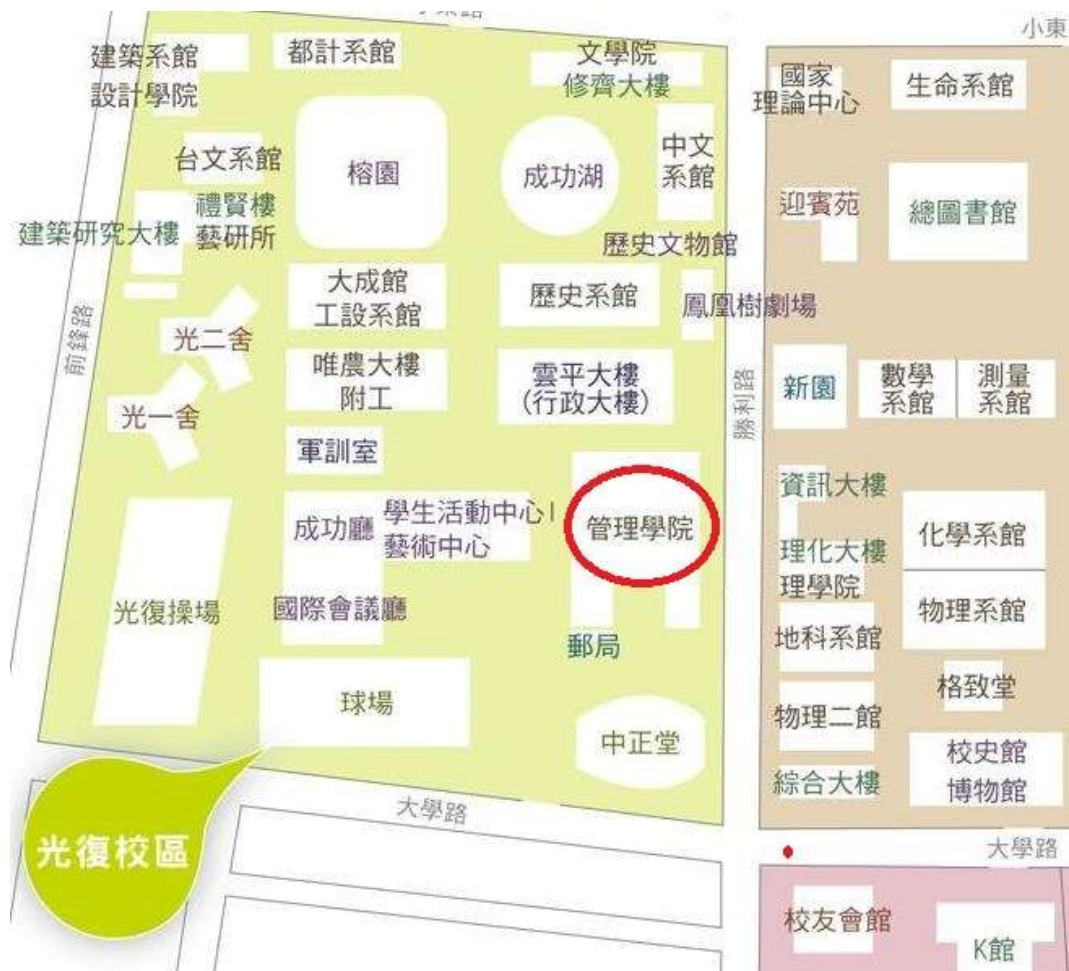 小東路
小東
建築系館
設計學院
都計系館
文學院
修齊大樓
國家
理論中心
生命系館
台文系館
榕園
成功湖
中文
系館
禮賢樓
藝研所
建築研究大樓
迎賓苑
總圖書館
歷史文物館
大成館
工設系館
歷史系館
鳳凰樹劇場
前鋒路
光二舍
唯農大樓
附工
雲平大樓
(行政大樓)
勝利路
新園
數學
系館
測量
系館
光一舍
軍訓室
資訊大樓
成功廳
學生活動中心I
藝術中心
管理學院
理化大樓
理學院
化學系館
光復操場
國際會議廳
郵局
地科系館
物理系館
球場
中正堂
物理二館
格致堂
綜合大樓
校史館
博物館
大學路
大學路
光復校區
校友會館
K館